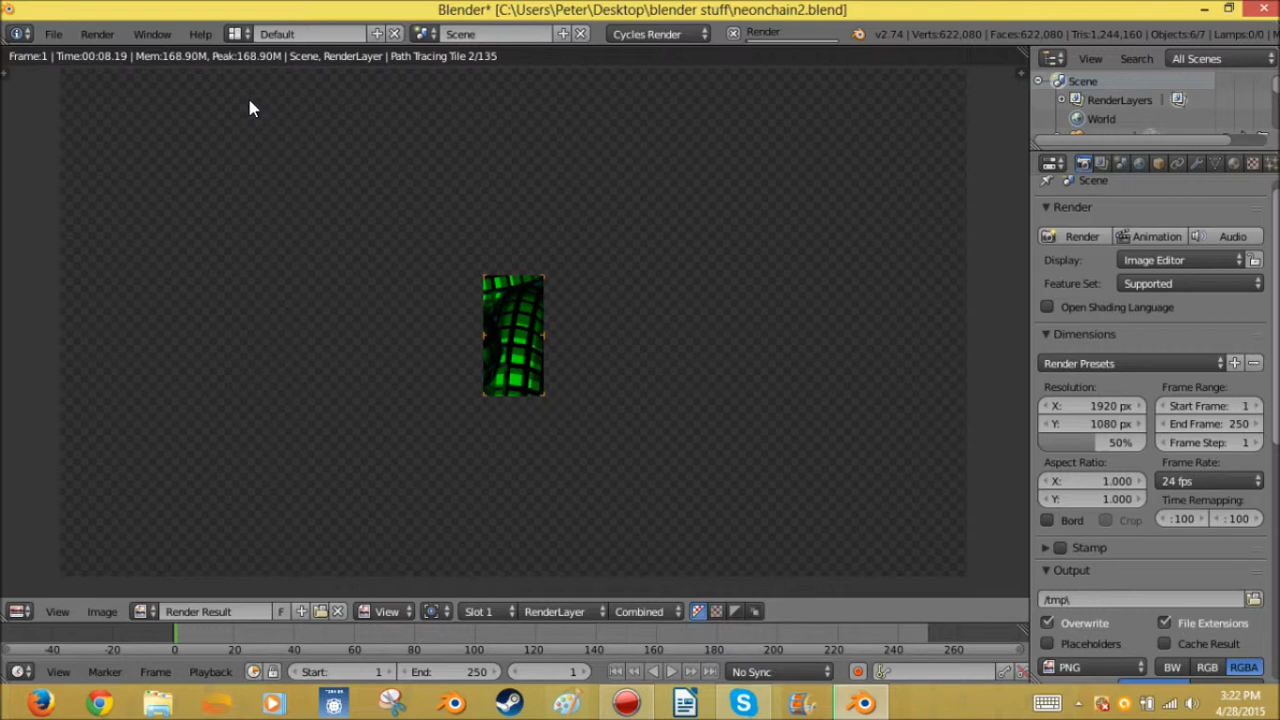 Blender* [C:\Users\Peter\Desktop\blender stuff\neonchain2.blend]
File Render Window Help Default Scene Cycles Render Render v2.74 | Verts:622,080 | Faces:622,080 | Tris:1,244,160 | Objects:6/7 | Lamps:0/0
Frame:1 | Time:00:08.19 | Mem:168.90M, Peak:168.90M | Scene, RenderLayer | Path Tracing Tile 2/135
View Search All Scenes
Scene
RenderLayers
World
Scene
Render
Render Animation Audio
Display: Image Editor
Feature Set: Supported
Open Shading Language
Dimensions
Render Presets
Resolution: Frame Range:
X: 1920 px Start Frame: 1
Y: 1080 px End Frame: 250
50% Frame Step: 1
Aspect Ratio: Frame Rate:
X: 1.000 24 fps
Y: 1.000 Time Remapping:
Bord Crop :100 :100
Stamp
Output
/tmp\
Overwrite File Extensions
Placeholders Cache Result
PNG BW RGB RGBA
View Image Render Result F View Slot 1 RenderLayer Combined
-40 -20 0 20 40 60 80 100 120 140 160 180 200 220 240 260
View Marker Frame Playback Start: 1 End: 250 1 No Sync
3:22 PM
4/28/2015